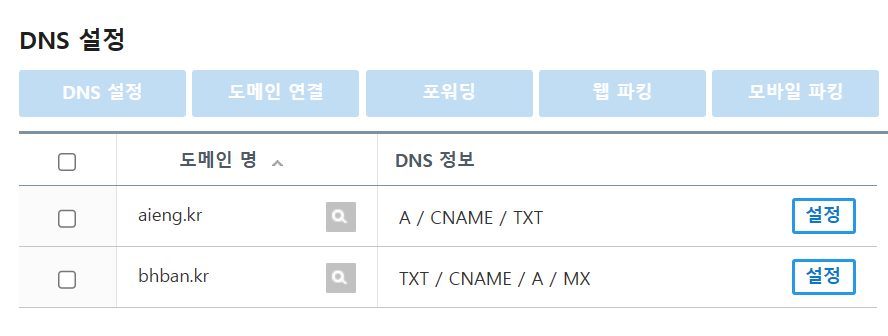 DNS 설정
DNS 설정 도메인 연결 포워딩 웹 파킹 모바일 파킹
도메인 명 DNS 정보
aieng.kr A / CNAME / TXT 설정
bhban.kr TXT / CNAME / A / MX 설정